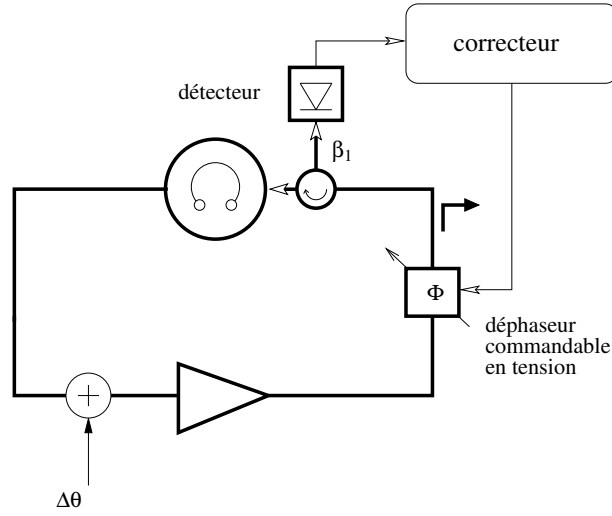 correcteur
détecteur
β1
Φ
déphaseur
commandable
en tension
+
Δθ